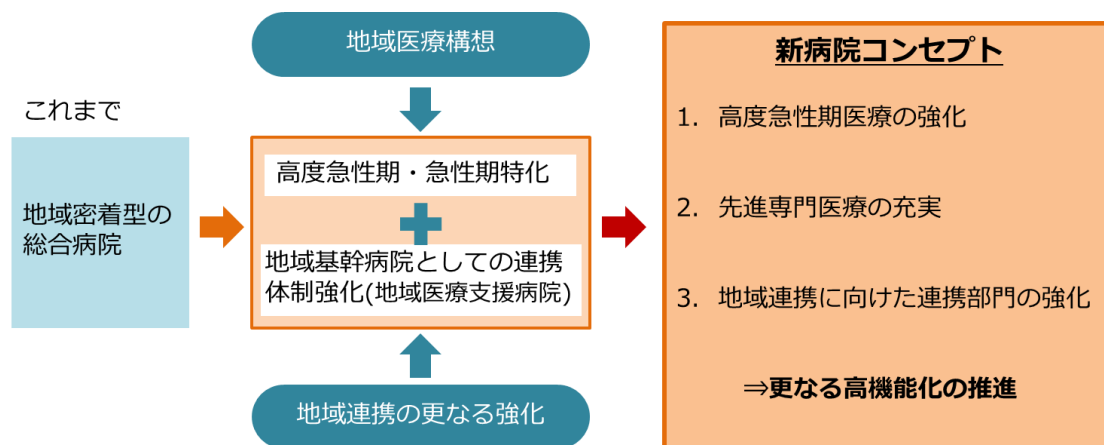 地域医療構想
これまで
地域密着型の
総合病院
高度急性期・急性期特化
地域基幹病院としての連携
体制強化(地域医療支援病院)
地域連携の更なる強化
新病院コンセプト
1. 高度急性期医療の強化
2. 先進専門医療の充実
3. 地域連携に向けた連携部門の強化
⇒更なる高機能化の推進